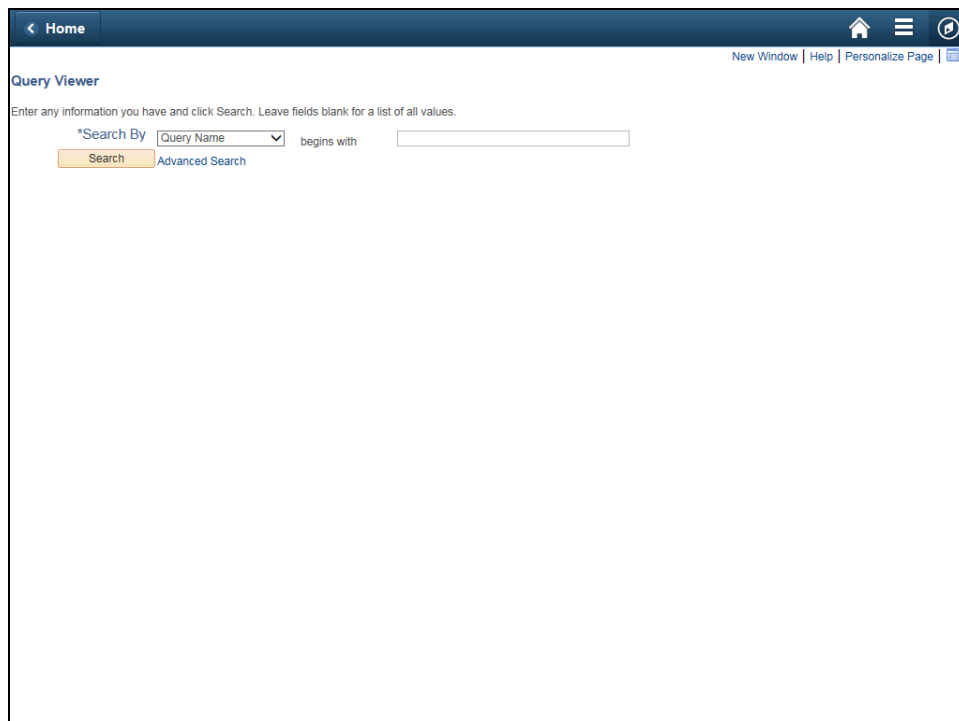 Home
New Window | Help | Personalize Page |
Query Viewer
Enter any information you have and click Search. Leave fields blank for a list of all values.
*Search By Query Name begins with
Search Advanced Search